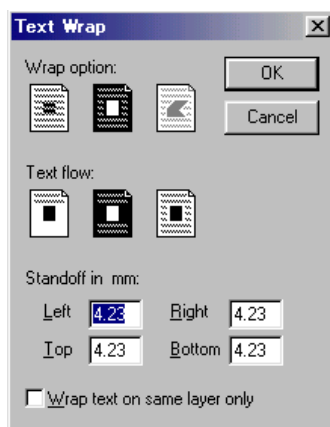 Text Wrap
Wrap option:
OK
Cancel
Text flow:
Standoff in mm:
Left 4.23 Right 4.23
Top 4.23 Bottom 4.23
Wrap text on same layer only